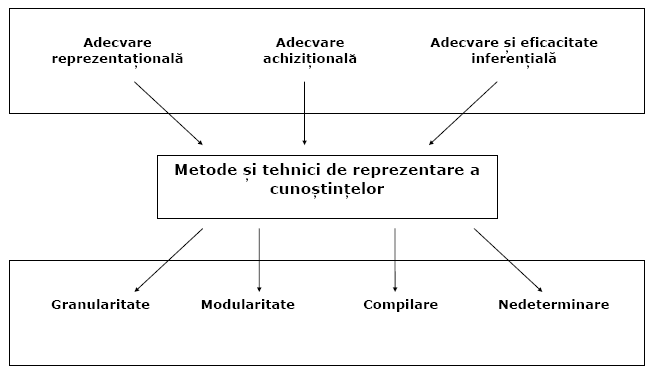 Adecvare
reprezentațională
Adecvare
achizițională
Adecvare și eficacitate
inferențială
Metode și tehnici de reprezentare a
cunoștințelor
Granularitate
Modularitate
Compilare
Nedeterminare